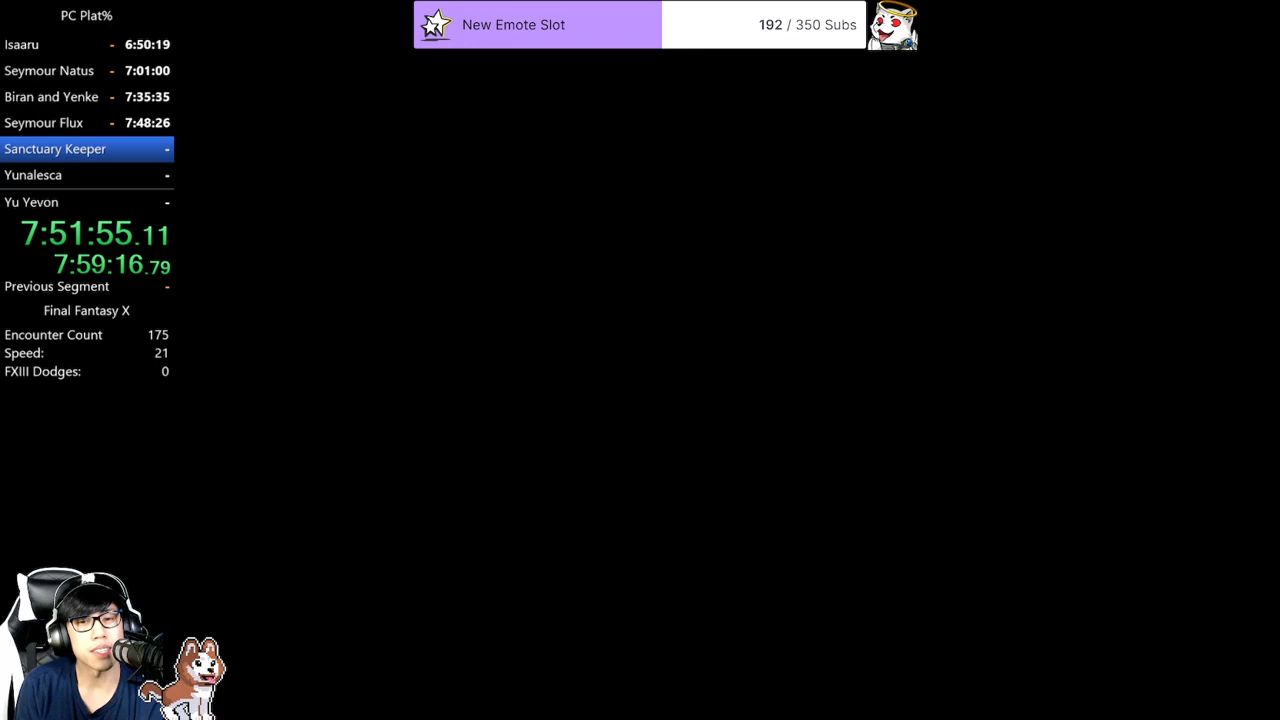 PC Plat%
Isaaru - 6:50:19
Seymour Natus - 7:01:00
Biran and Yenke - 7:35:35
Seymour Flux - 7:48:26
Sanctuary Keeper -
Yunalesca -
Yu Yevon -
7:51:55.11
7:59:16.79
Previous Segment -
Final Fantasy X
Encounter Count 175
Speed: 21
FXIII Dodges: 0
New Emote Slot 192 / 350 Subs